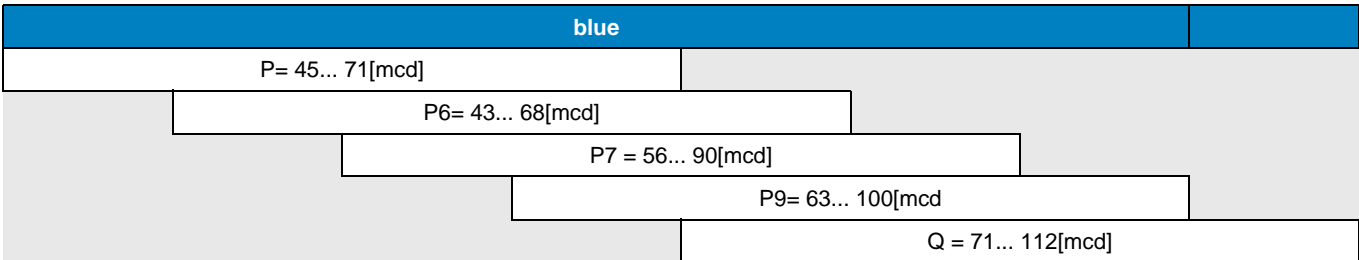 blue
P= 45... 71[mcd]
P6= 43... 68[mcd]
P7 = 56... 90[mcd]
P9= 63... 100[mcd
Q = 71... 112[mcd]